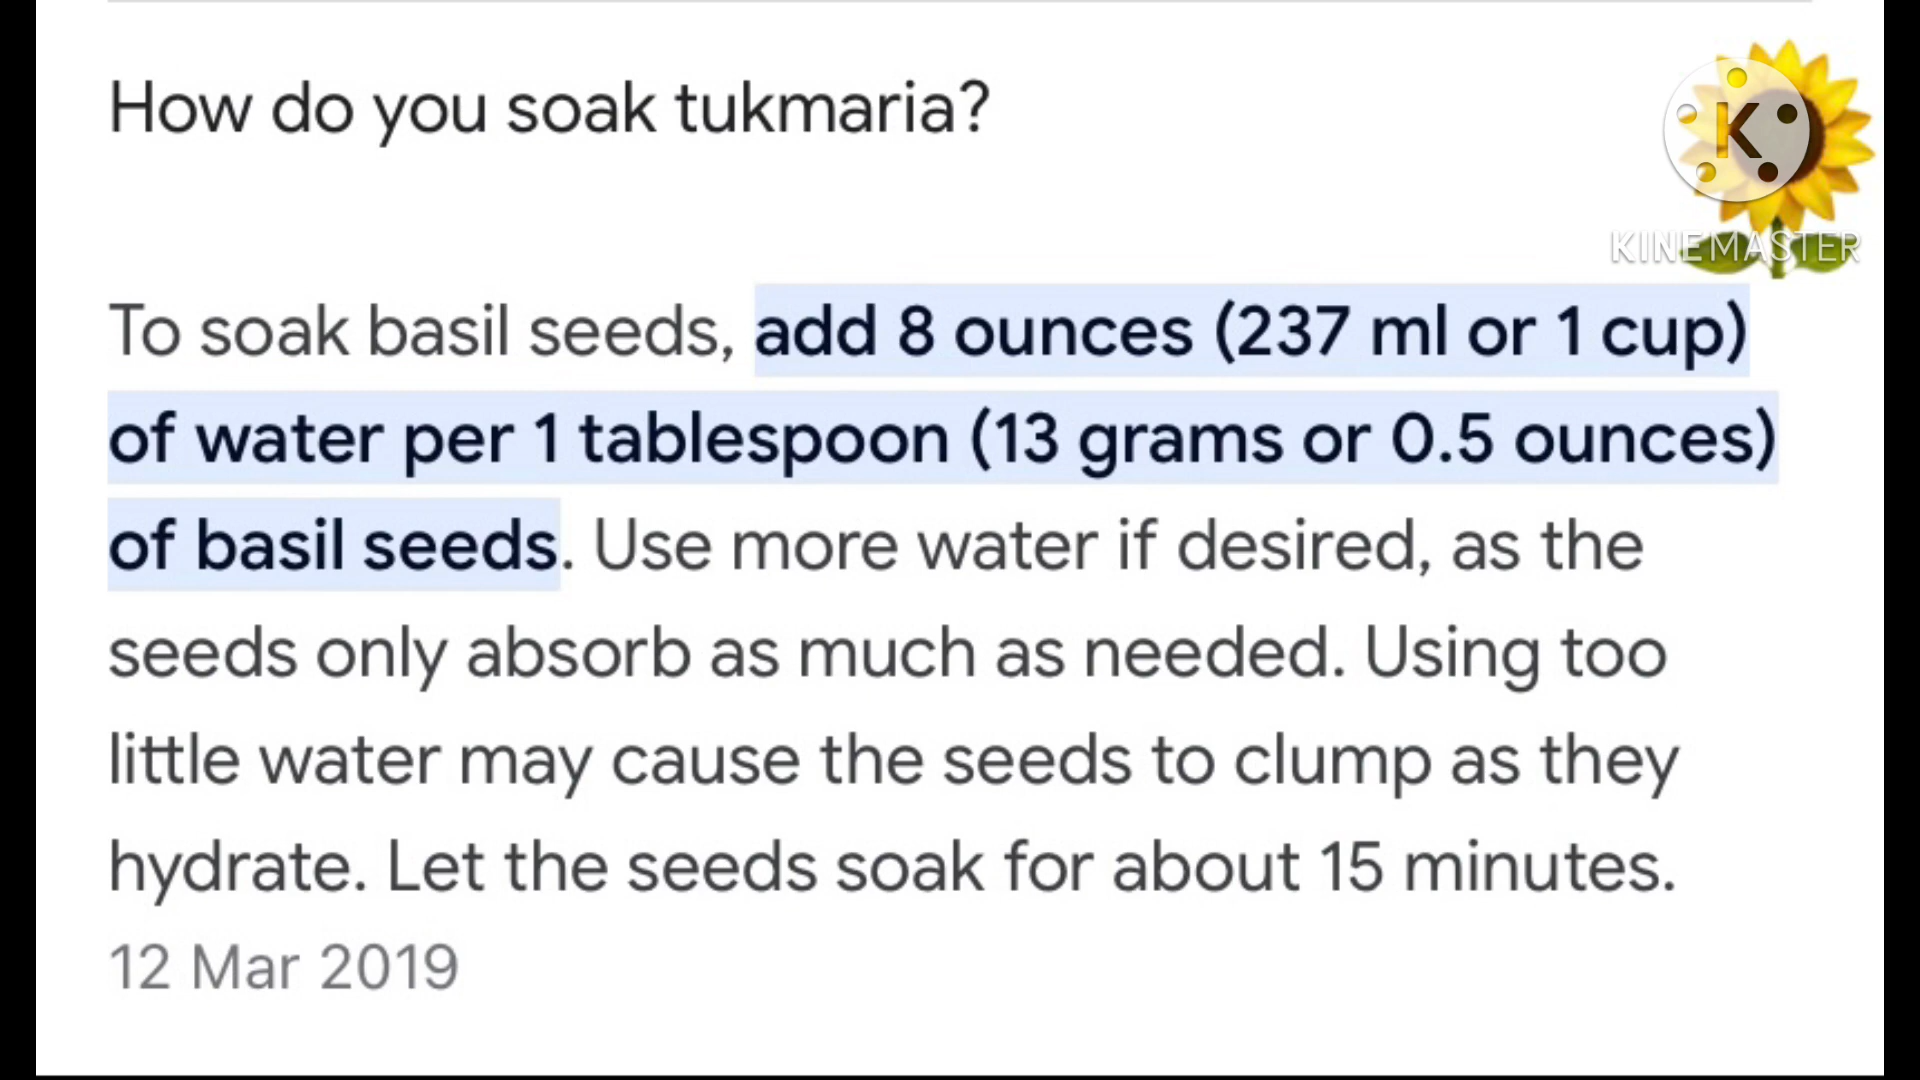 How do you soak tukmaria?
K
KINEMASTER
To soak basil seeds, add 8 ounces (237 ml or 1 cup)
of water per 1 tablespoon (13 grams or 0.5 ounces)
of basil seeds. Use more water if desired, as the
seeds only absorb as much as needed. Using too
little water may cause the seeds to clump as they
hydrate. Let the seeds soak for about 15 minutes.
12 Mar 2019